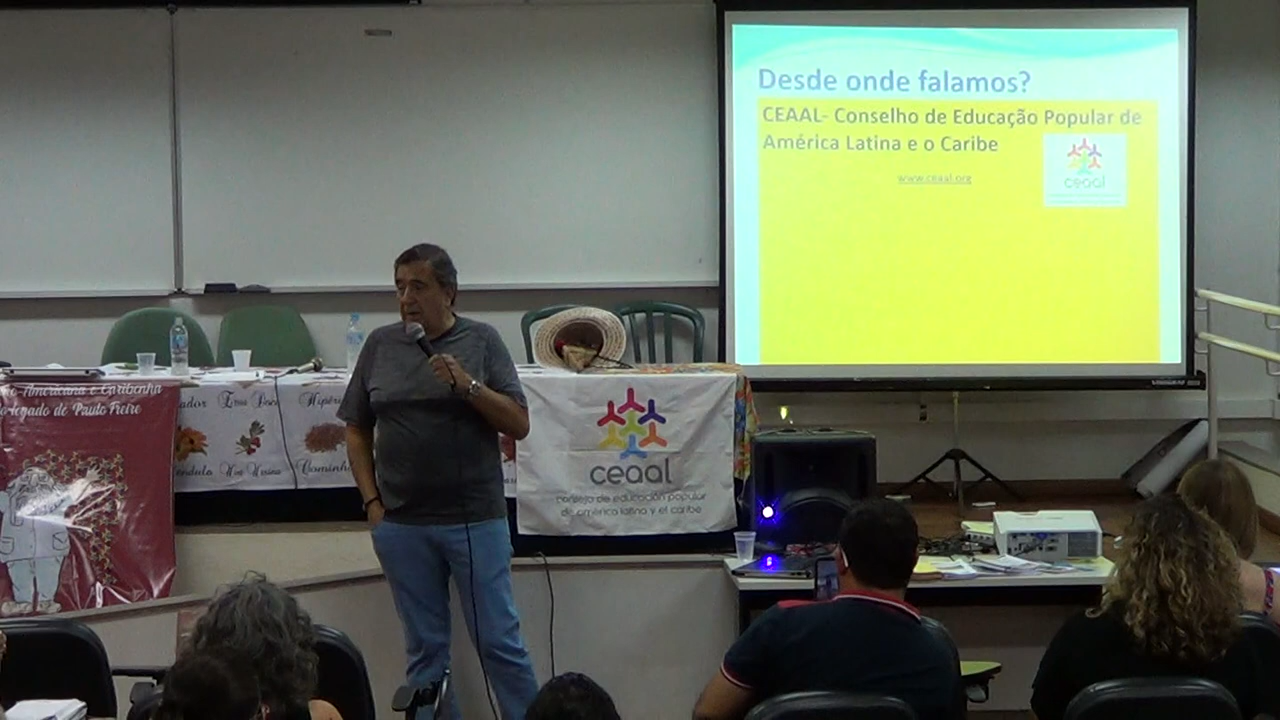 Desde onde falamos?
CEAAL- Conselho de Educação Popular de
América Latina e o Caribe
www.ceaal.org
ceaal
Americana e Caribenha
legado de Paulo Freire
ceaal
consejo de educación popular
de américa latina y el caribe